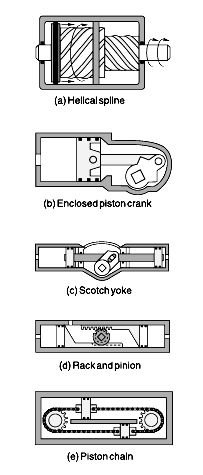 (a) Helical spline
(b) Enclosed piston crank
(c) Scotch yoke
(d) Rack and pinion
(e) Piston chain